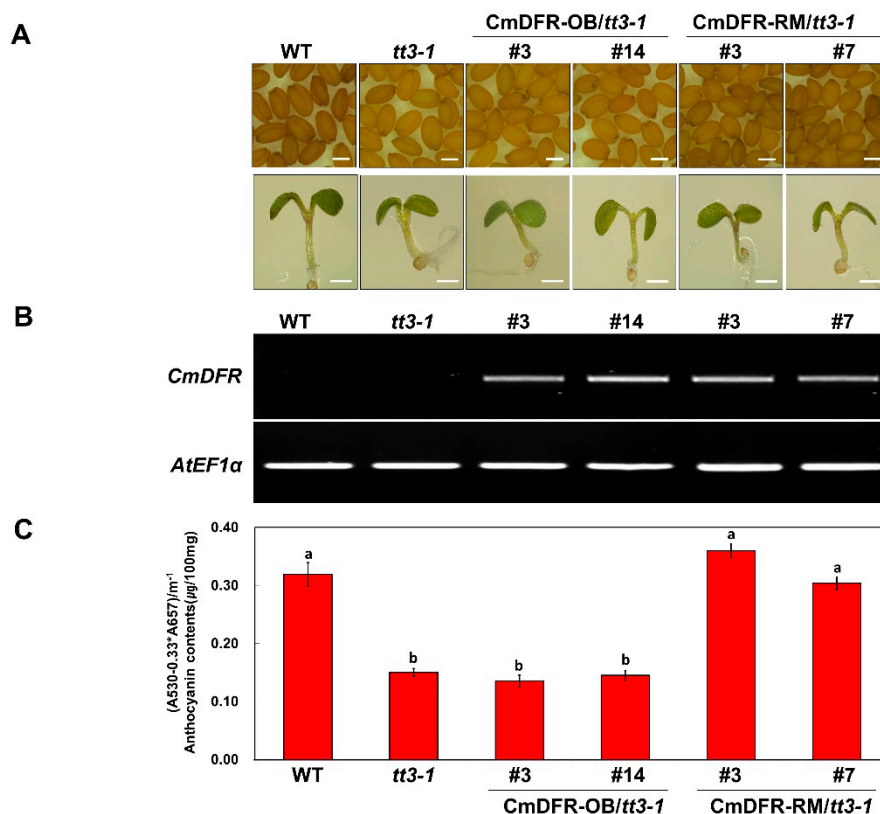 A
CmDFR-OB/tt3-1
CmDFR-RM/tt3-1
WT
tt3-1
#3
#14
#3
#7
B
WT
tt3-1
#3
#14
#3
#7
CmDFR
AtEF1α
C
(A530-0.33*A657)/m⁻¹
Anthocyanin contents(µg/100mg)
0.40
0.30
0.20
0.10
0.00
a
b
b
b
a
a
WT
tt3-1
#3
#14
#3
#7
CmDFR-OB/tt3-1
CmDFR-RM/tt3-1